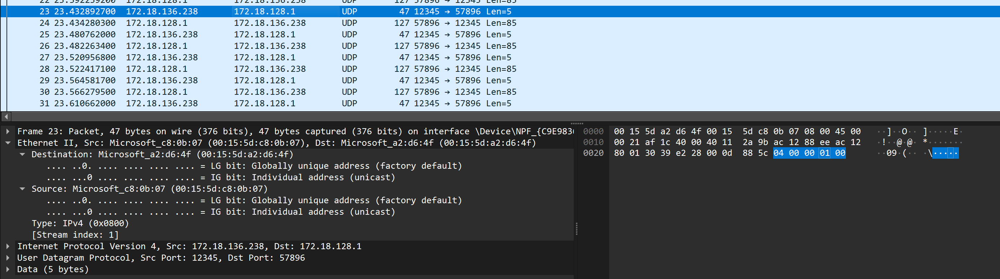 22 23.392259200 172.18.128.1 172.18.136.238 UDP 127 57896 → 12345 Len=85
23 23.432892700 172.18.136.238 172.18.128.1 UDP 47 12345 → 57896 Len=5
24 23.434280300 172.18.128.1 172.18.136.238 UDP 127 57896 → 12345 Len=85
25 23.480762000 172.18.136.238 172.18.128.1 UDP 47 12345 → 57896 Len=5
26 23.482263400 172.18.128.1 172.18.136.238 UDP 127 57896 → 12345 Len=85
27 23.520956800 172.18.136.238 172.18.128.1 UDP 47 12345 → 57896 Len=5
28 23.522417100 172.18.128.1 172.18.136.238 UDP 127 57896 → 12345 Len=85
29 23.564581700 172.18.136.238 172.18.128.1 UDP 47 12345 → 57896 Len=5
30 23.566279500 172.18.128.1 172.18.136.238 UDP 127 57896 → 12345 Len=85
31 23.610662000 172.18.136.238 172.18.128.1 UDP 47 12345 → 57896 Len=5
Frame 23: Packet, 47 bytes on wire (376 bits), 47 bytes captured (376 bits) on interface \Device\NPF_{C9E983
Ethernet II, Src: Microsoft_c8:0b:07 (00:15:5d:c8:0b:07), Dst: Microsoft_a2:d6:4f (00:15:5d:a2:d6:4f)
Destination: Microsoft_a2:d6:4f (00:15:5d:a2:d6:4f)
.... ..0. .... .... .... .... = LG bit: Globally unique address (factory default)
.... ...0 .... .... .... .... = IG bit: Individual address (unicast)
Source: Microsoft_c8:0b:07 (00:15:5d:c8:0b:07)
.... ..0. .... .... .... .... = LG bit: Globally unique address (factory default)
.... ...0 .... .... .... .... = IG bit: Individual address (unicast)
Type: IPv4 (0x0800)
[Stream index: 1]
Internet Protocol Version 4, Src: 172.18.136.238, Dst: 172.18.128.1
User Datagram Protocol, Src Port: 12345, Dst Port: 57896
Data (5 bytes)
0000 00 15 5d a2 d6 4f 00 15 5d c8 0b 07 08 00 45 00 ··]··O·· ]·····E·
0010 00 21 af 1c 40 00 40 11 2a 9b ac 12 88 ee ac 12 ·!··@·@· *·······
0020 80 01 30 39 e2 28 00 0d 88 5c 04 00 00 01 00 ··09·(·· ·\·····